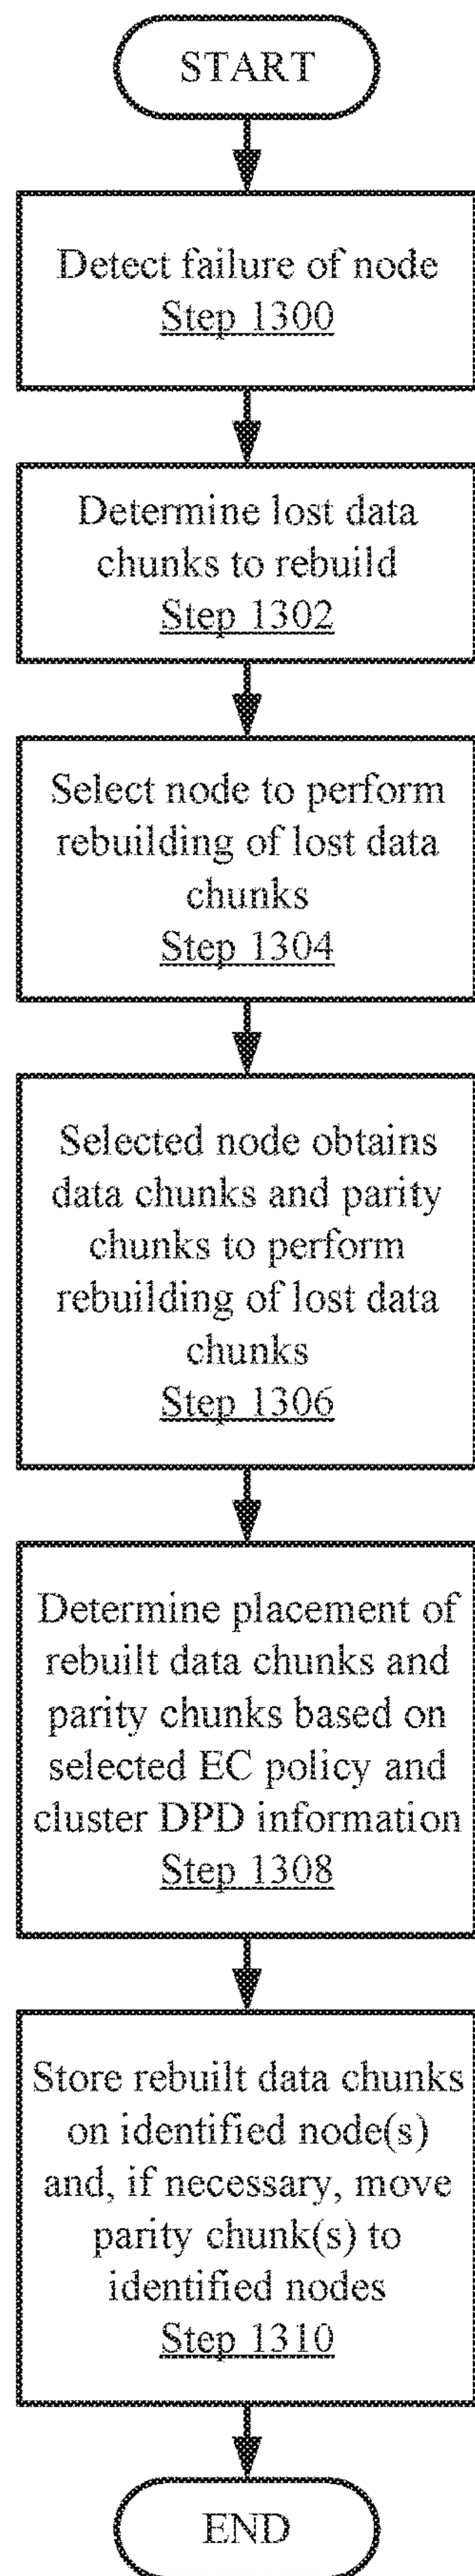 START
Detect failure of node
Step 1300
Determine lost data
chunks to rebuild
Step 1302
Select node to perform
rebuilding of lost data
chunks
Step 1304
Selected node obtains
data chunks and parity
chunks to perform
rebuilding of lost data
chunks
Step 1306
Determine placement of
rebuilt data chunks and
parity chunks based on
selected EC policy and
cluster DPD information
Step 1308
Store rebuilt data chunks
on identified node(s)
and, if necessary, move
parity chunk(s) to
identified nodes
Step 1310
END